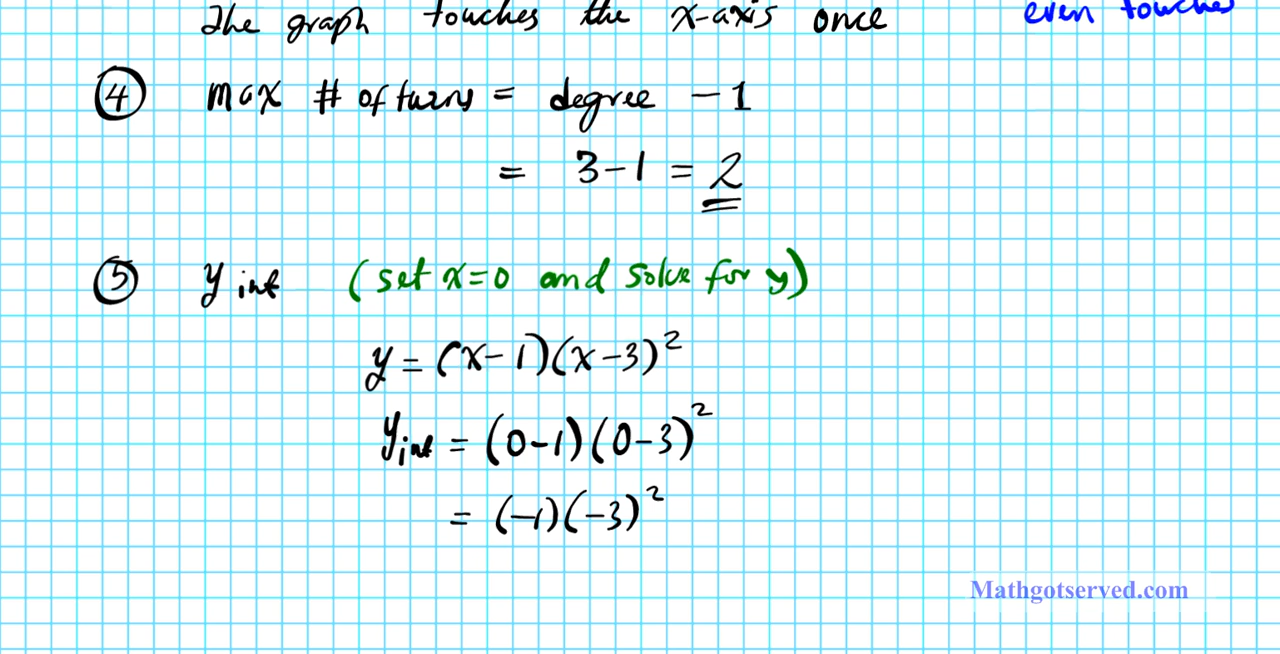 The graph touches the x-axis once even touches
④ max # of turns = degree - 1
= 3-1 = 2
⑤ y int (set x=0 and solve for y)
y = (x-1)(x-3)²
y int = (0-1)(0-3)²
= (-1)(-3)²
Mathgotserved.com